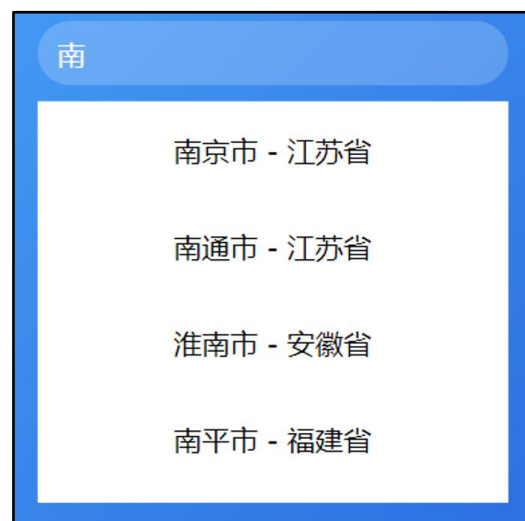 南
南京市 - 江苏省
南通市 - 江苏省
淮南市 - 安徽省
南平市 - 福建省